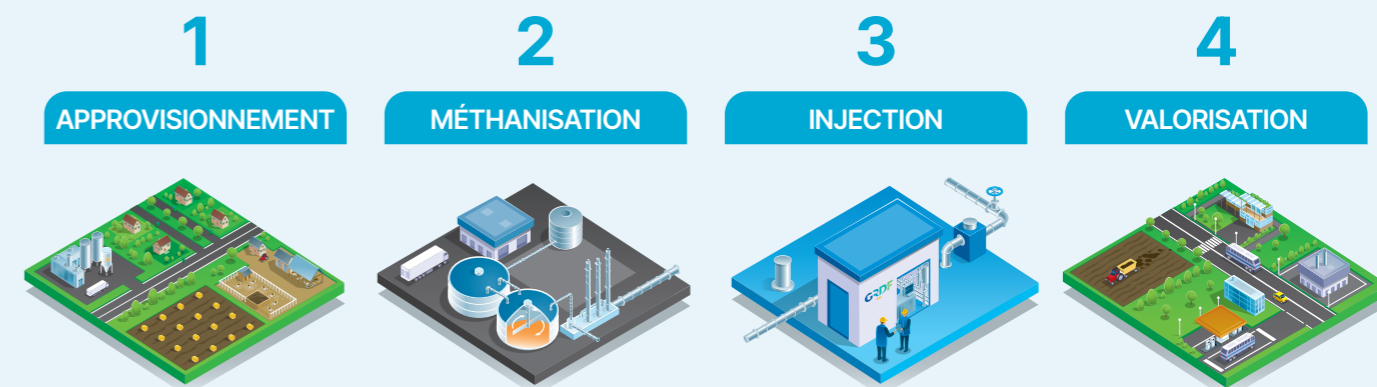 1
APPROVISIONNEMENT
2
MÉTHANISATION
3
INJECTION
GRDF
4
VALORISATION